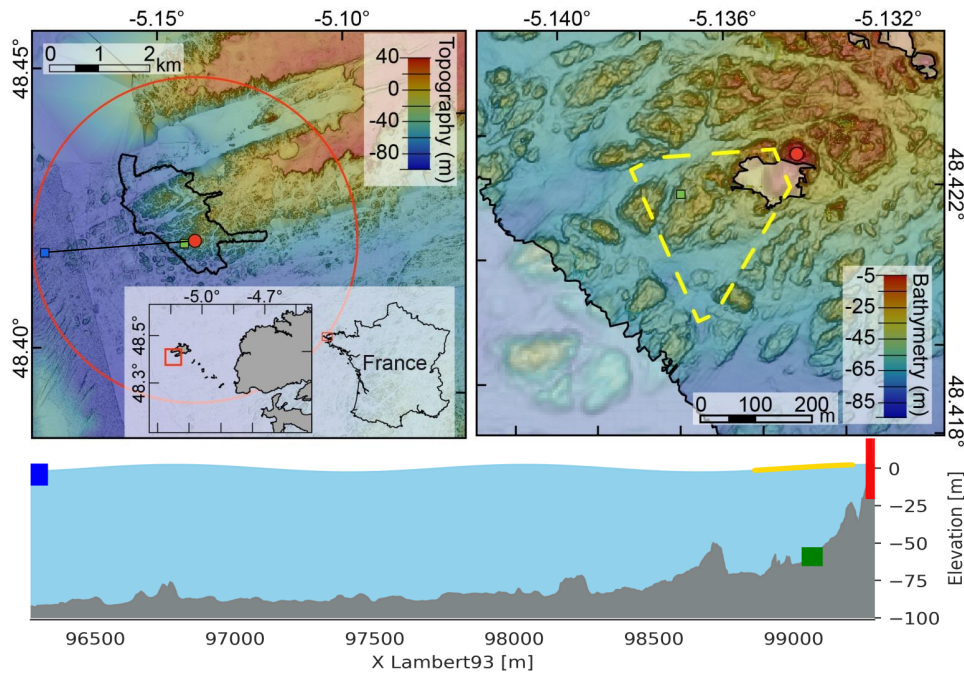 -5.15°
-5.10°
48.45°
48.40°
0 1 2
km
Topography (m)
40
0
-40
-80
-5.0°
-4.7°
48.5°
48.3°
France
-5.140°
-5.136°
-5.132°
48.422°
48.418°
Bathymetry (m)
-5
-25
-45
-65
-85
0 100 200
m
0
−25
−50
−75
−100
Elevation [m]
96500 97000 97500 98000 98500 99000
X Lambert93 [m]